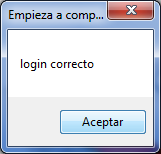 Empieza a comp...
login correcto
Aceptar